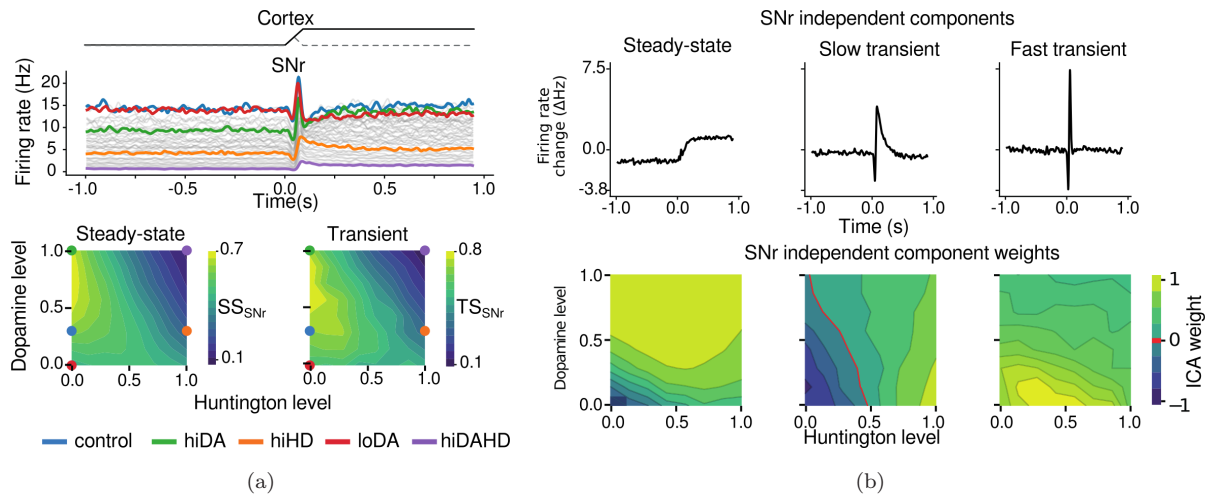 Cortex
SNr
Firing rate (Hz)
20
15
10
5
0
-1.0
-0.5
0.0
0.5
1.0
Time(s)
Steady-state
Transient
Dopamine level
1.0
0.5
0.0
0.0
0.5
1.0
0.7
SS_SNr
0.1
0.0
0.5
1.0
0.8
TS_SNr
0.1
Huntington level
control
hiDA
hiHD
loDA
hiDAHD
(a)
SNr independent components
Steady-state
Slow transient
Fast transient
Firing rate
change (ΔHz)
7.5
0.0
-3.8
-1.0
0.0
1.0
-1.0
0.0
1.0
-1.0
0.0
1.0
Time (s)
SNr independent component weights
Dopamine level
1.0
0.5
0.0
0.0
0.5
1.0
0.0
0.5
1.0
0.0
0.5
1.0
Huntington level
1
0
−1
ICA weight
(b)